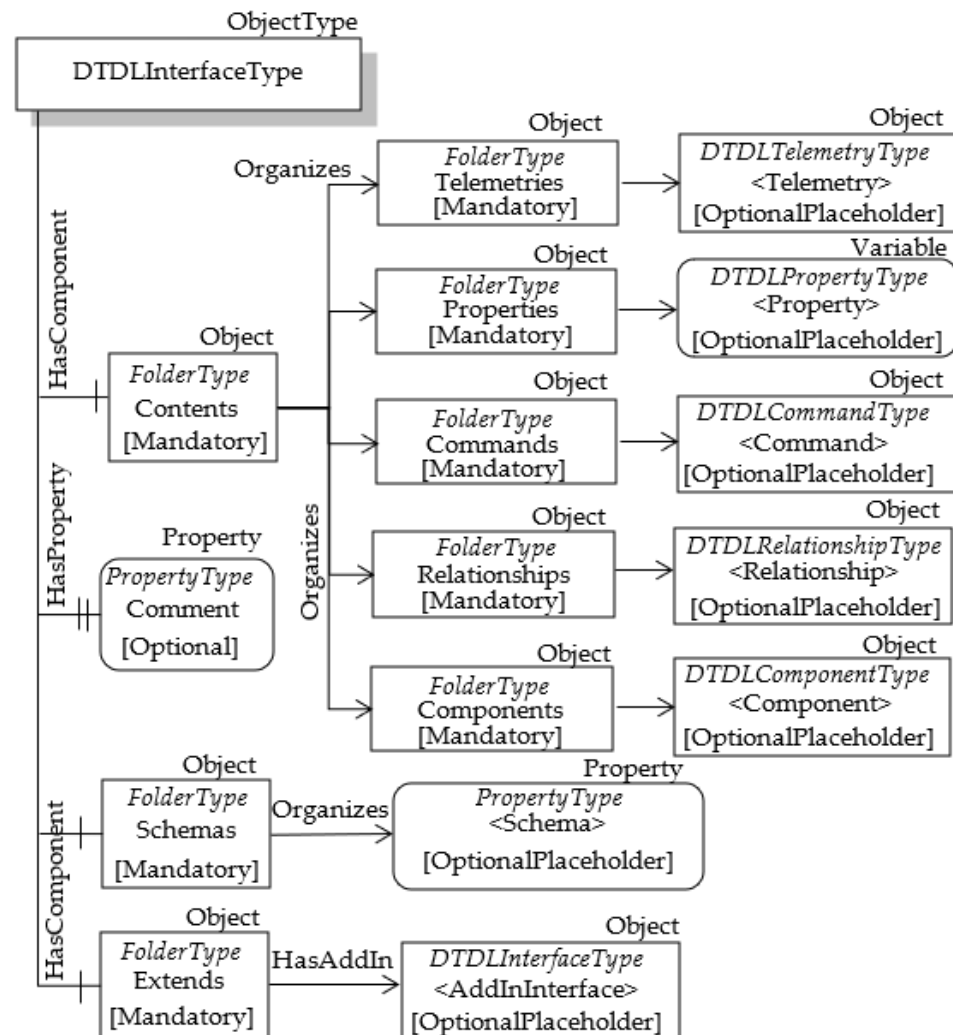 ObjectType
DTDLInterfaceType
Object
FolderType
Telemetries
[Mandatory]
Organizes
Object
DTDLTelemetryType
<Telemetry>
[OptionalPlaceholder]
Object
FolderType
Properties
[Mandatory]
Variable
DTDLPropertyType
<Property>
[OptionalPlaceholder]
HasComponent
Object
FolderType
Contents
[Mandatory]
Object
FolderType
Commands
[Mandatory]
Object
DTDLCommandType
<Command>
[OptionalPlaceholder]
HasProperty
Property
PropertyType
Comment
[Optional]
Organizes
Object
FolderType
Relationships
[Mandatory]
Object
DTDLRelationshipType
<Relationship>
[OptionalPlaceholder]
Object
FolderType
Components
[Mandatory]
Object
DTDLComponentType
<Component>
[OptionalPlaceholder]
HasComponent
Object
FolderType
Schemas
[Mandatory]
Organizes
Property
PropertyType
<Schema>
[OptionalPlaceholder]
Object
FolderType
Extends
[Mandatory]
HasAddIn
Object
DTDLInterfaceType
<AddInInterface>
[OptionalPlaceholder]